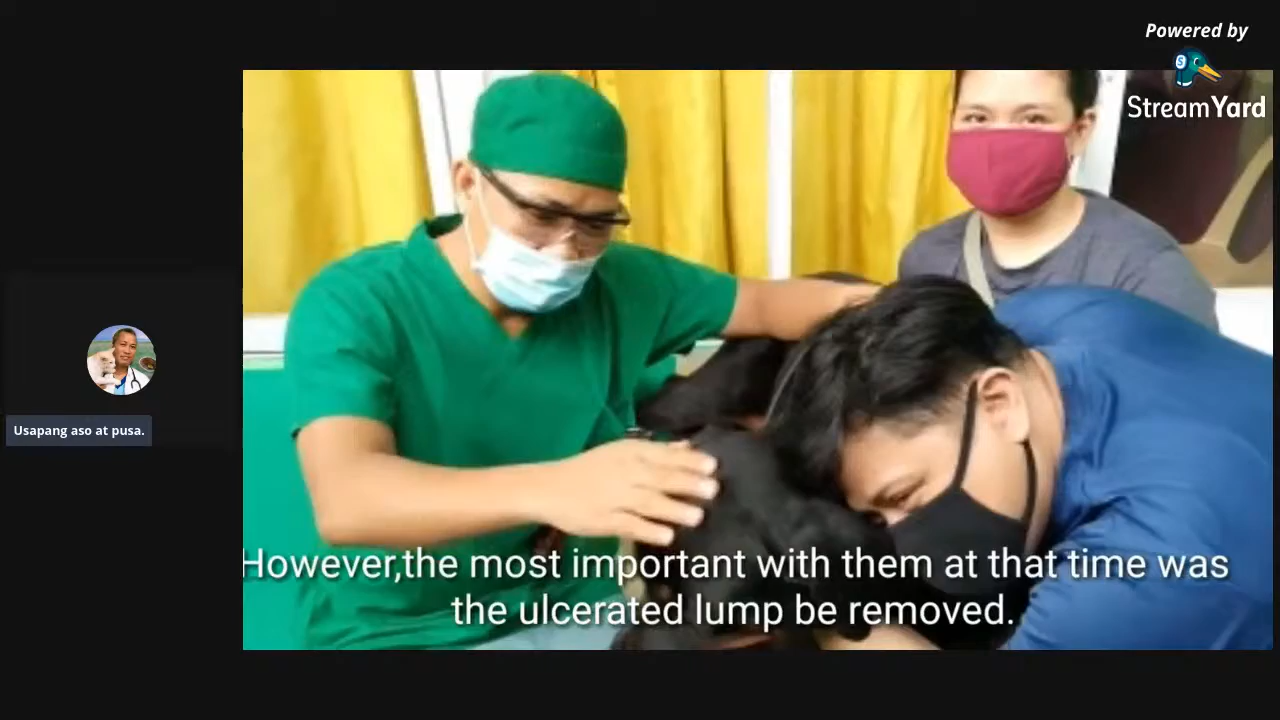 Powered by
StreamYard
Usapang aso at pusa.
However,the most important with them at that time was
the ulcerated lump be removed.